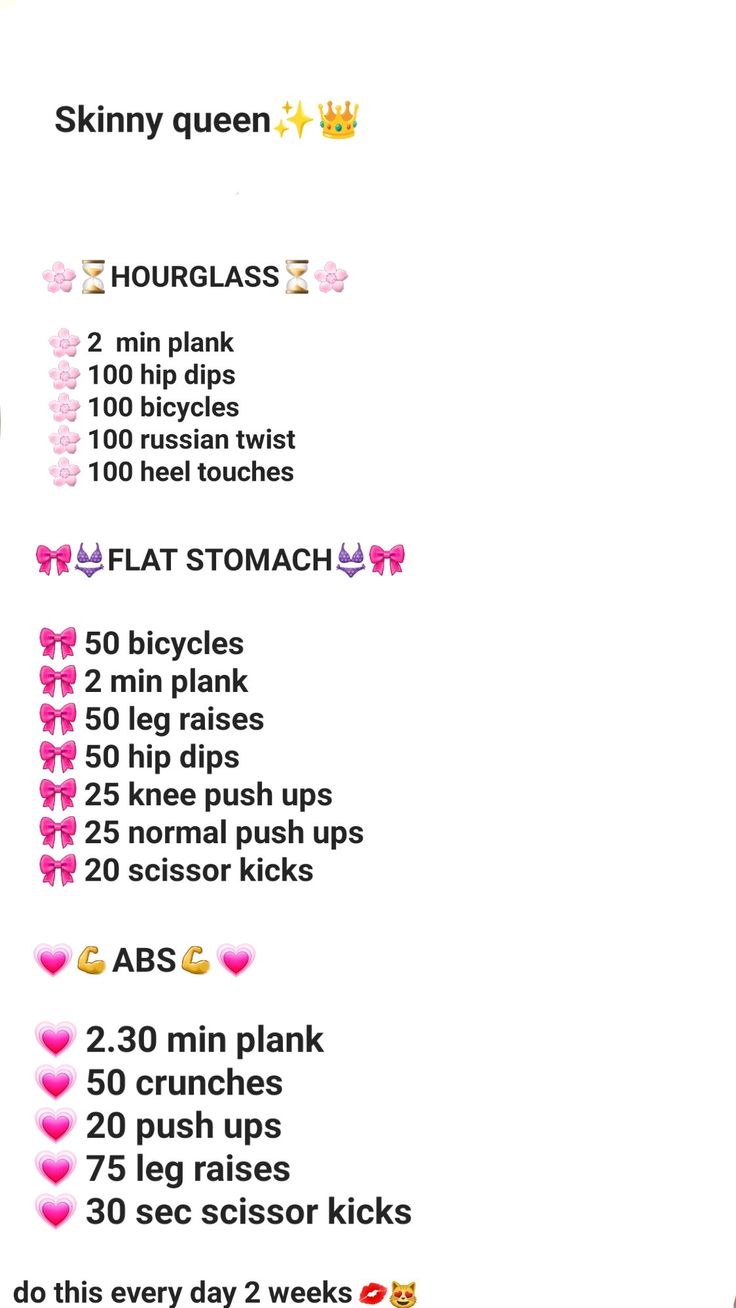 Skinny queen✨👑
🌸⏳HOURGLASS⏳🌸
🌸 2 min plank
🌸 100 hip dips
🌸 100 bicycles
🌸 100 russian twist
🌸 100 heel touches
🎀👙FLAT STOMACH👙🎀
🎀 50 bicycles
🎀 2 min plank
🎀 50 leg raises
🎀 50 hip dips
🎀 25 knee push ups
🎀 25 normal push ups
🎀 20 scissor kicks
💗💪ABS💪💗
💗 2.30 min plank
💗 50 crunches
💗 20 push ups
💗 75 leg raises
💗 30 sec scissor kicks
do this every day 2 weeks 💋😻